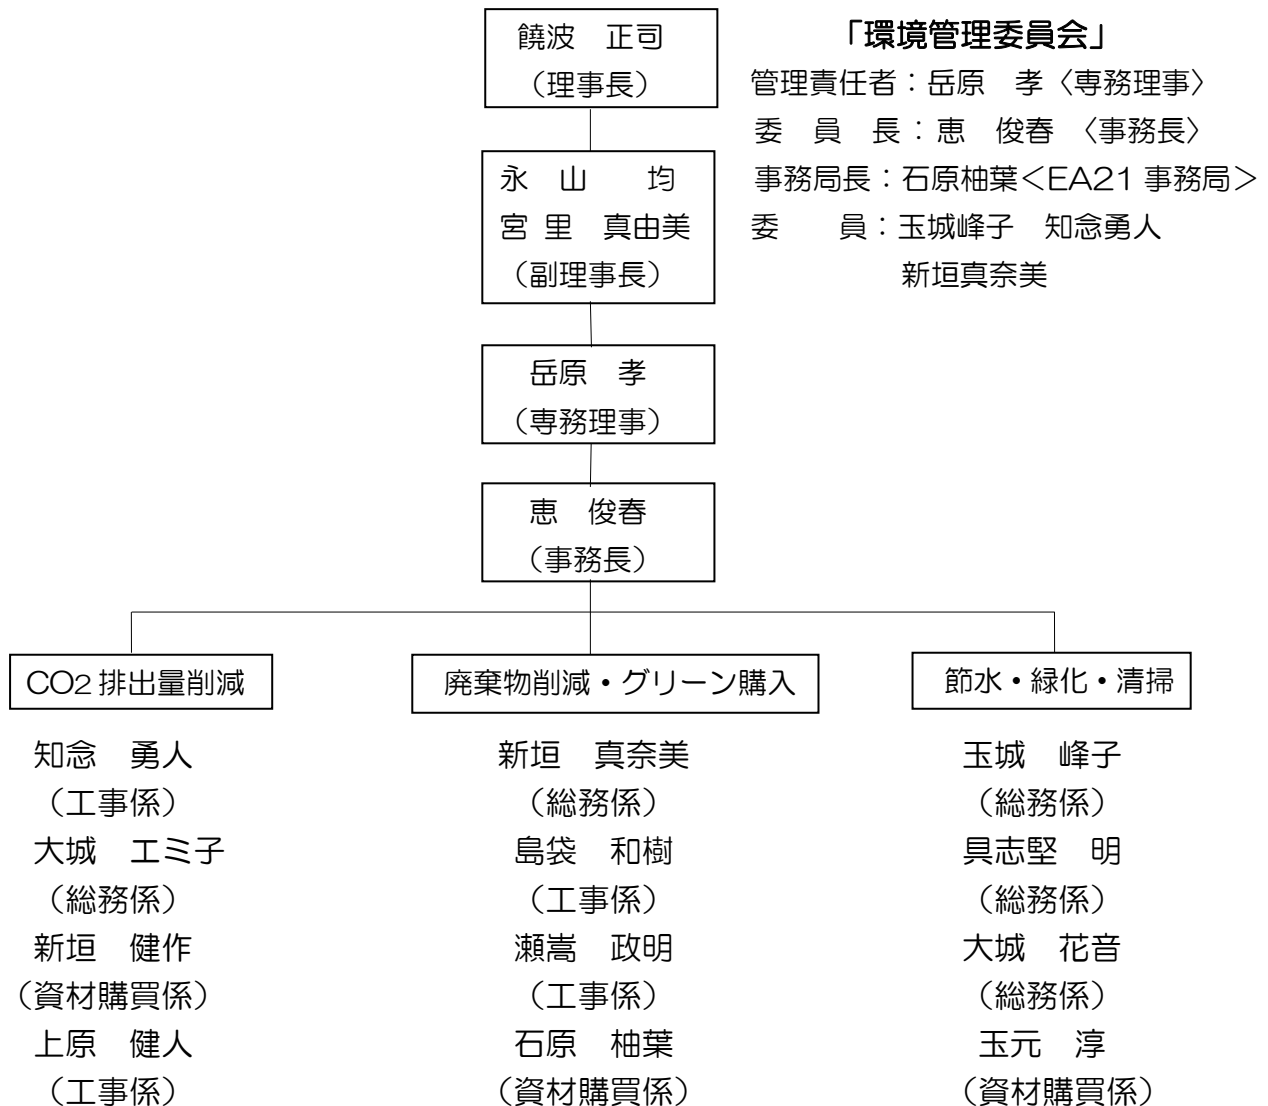 饒波　正司
（理事長）
永　山　　均
宮 里　真由美
（副理事長）
岳原　孝
（専務理事）
恵　俊春
（事務長）
「環境管理委員会」
管理責任者：岳原　孝〈専務理事〉
委　員　長：恵　俊春　〈事務長〉
事務局長：石原柚葉＜EA21 事務局＞
委　　員：玉城峰子　知念勇人
新垣真奈美
CO2 排出量削減
知念　勇人
（工事係）
大城　エミ子
（総務係）
新垣　健作
（資材購買係）
上原　健人
（工事係）
廃棄物削減・グリーン購入
新垣　真奈美
（総務係）
島袋　和樹
（工事係）
瀬嵩　政明
（工事係）
石原　柚葉
（資材購買係）
節水・緑化・清掃
玉城　峰子
（総務係）
具志堅　明
（総務係）
大城　花音
（総務係）
玉元　淳
（資材購買係）